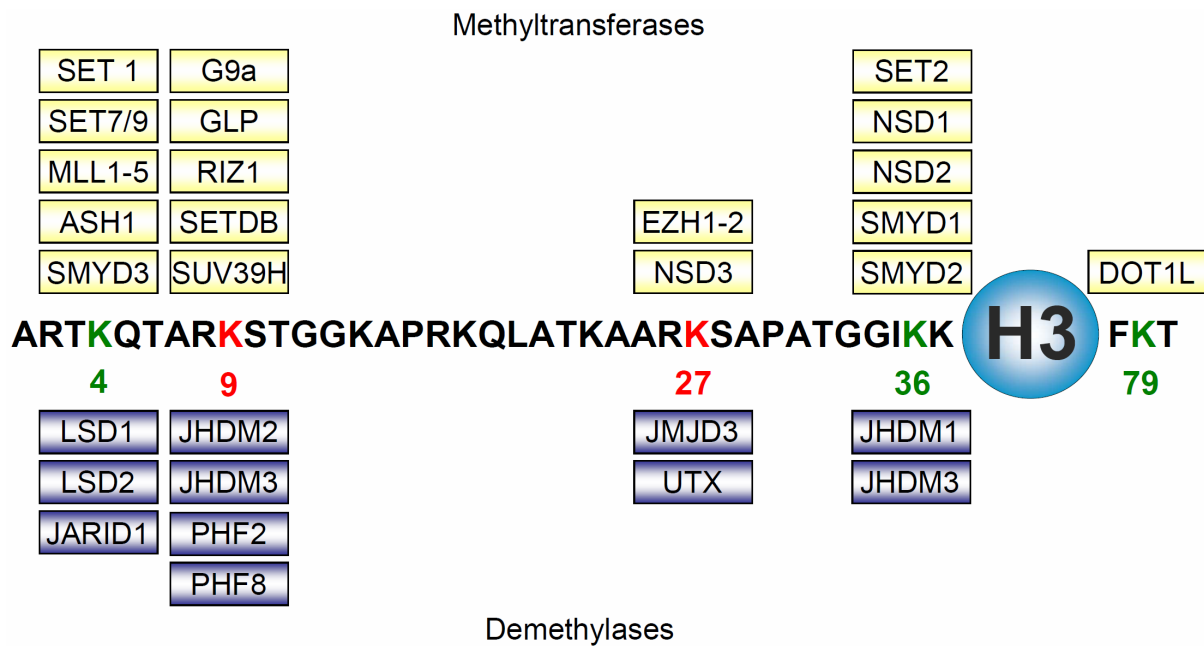 Methyltransferases
SET 1 G9a SET2
SET7/9 GLP NSD1
MLL1-5 RIZ1 NSD2
ASH1 SETDB EZH1-2 SMYD1
SMYD3 SUV39H NSD3 SMYD2 DOT1L
ARTKQTARKSTGGKAPRKQLATKAARKSAPATGGIKK H3 FKT
4 9 27 36 79
LSD1 JHDM2 JMJD3 JHDM1
LSD2 JHDM3 UTX JHDM3
JARID1 PHF2
PHF8
Demethylases